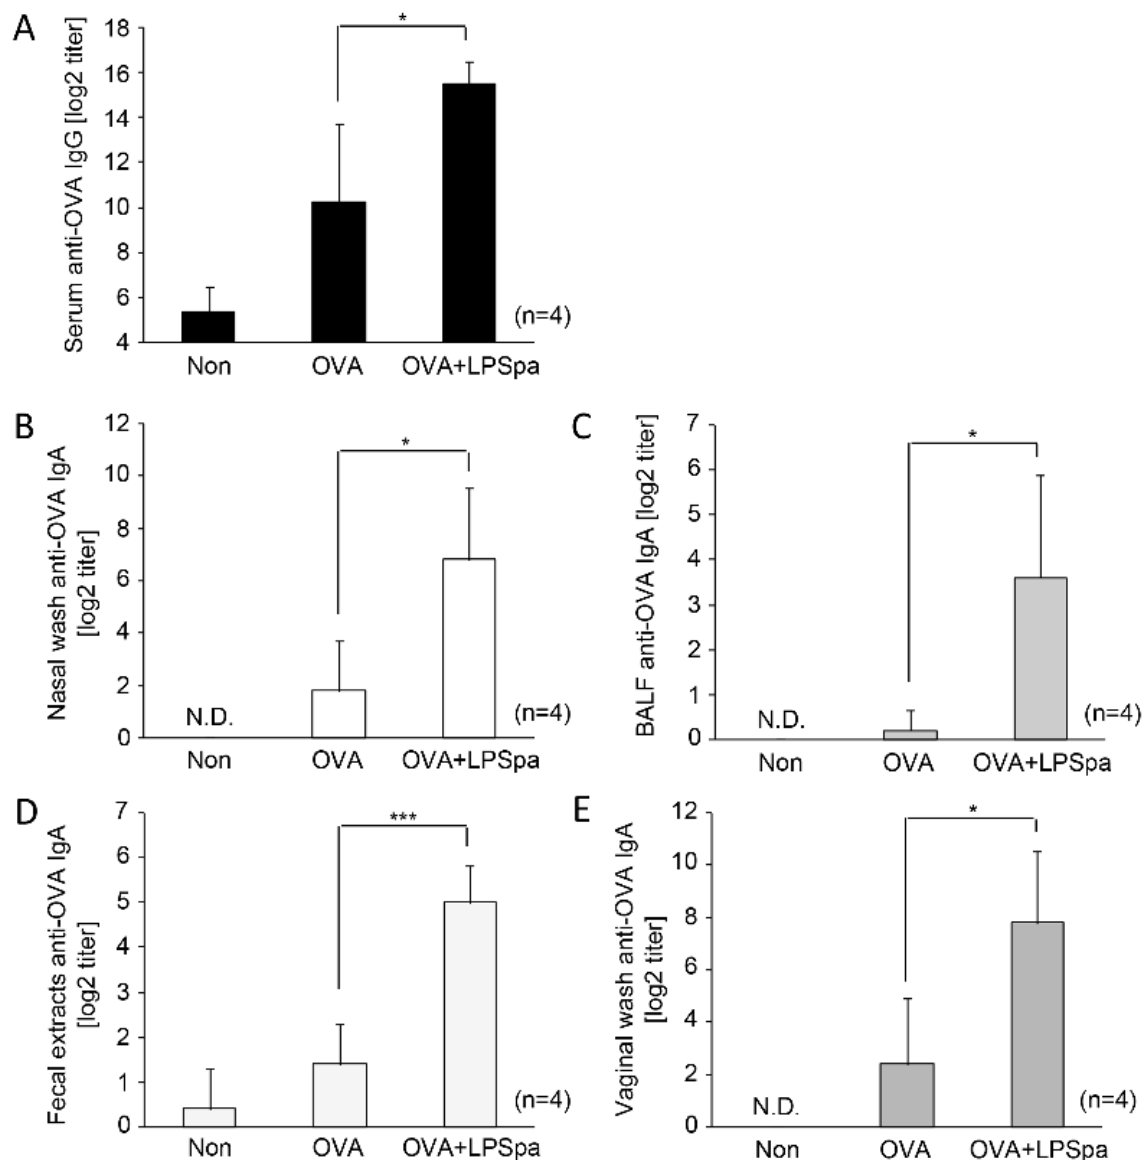 A
Serum anti-OVA IgG [log2 titer]
18
16
14
12
10
8
6
4
*
(n=4)
Non OVA OVA+LPSpa
B
Nasal wash anti-OVA IgA
[log2 titer]
12
10
8
6
4
2
0
*
N.D.
(n=4)
Non OVA OVA+LPSpa
C
BALF anti-OVA IgA [log2 titer]
7
6
5
4
3
2
1
0
*
N.D.
(n=4)
Non OVA OVA+LPSpa
D
Fecal extracts anti-OVA IgA
[log2 titer]
7
6
5
4
3
2
1
0
***
(n=4)
Non OVA OVA+LPSpa
E
Vaginal wash anti-OVA IgA
[log2 titer]
12
10
8
6
4
2
0
*
N.D.
(n=4)
Non OVA OVA+LPSpa